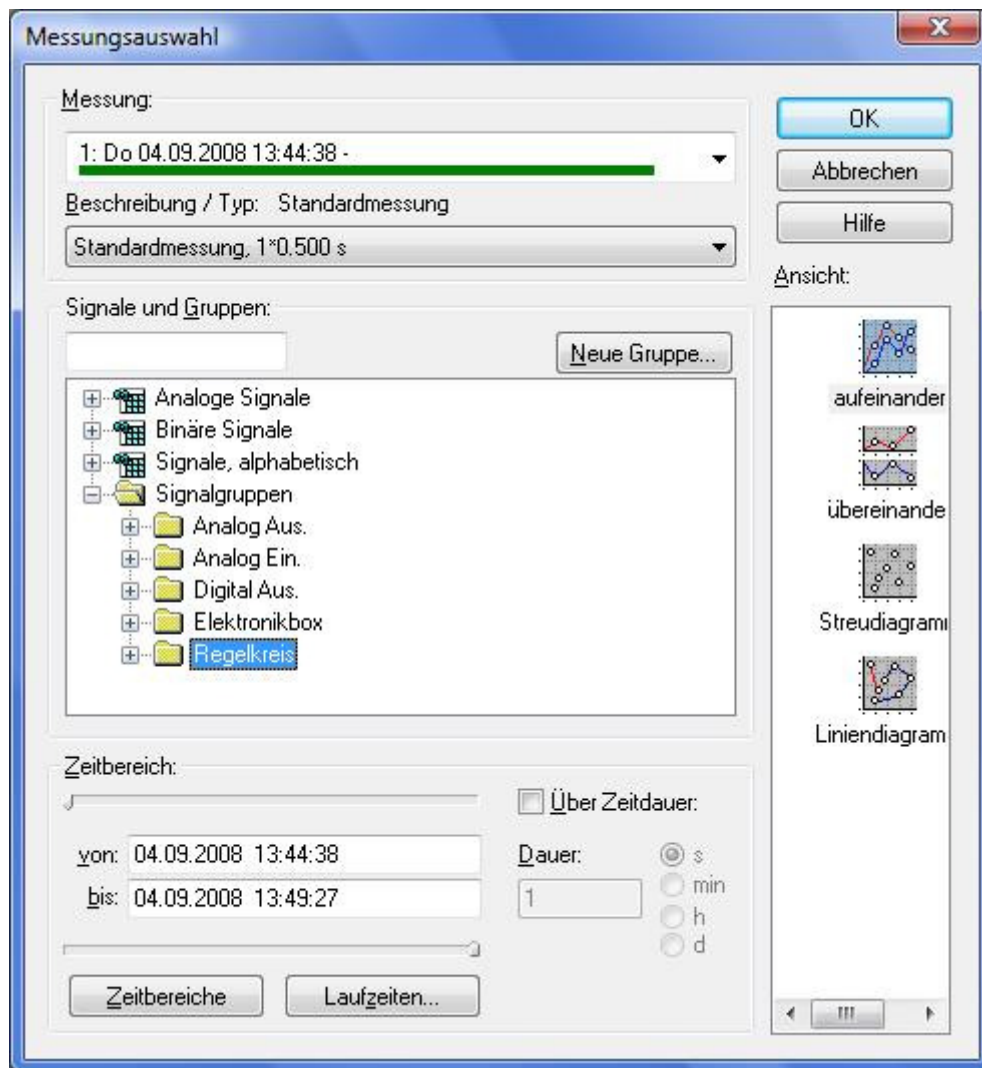 Messungsauswahl
Messung:
1: Do 04.09.2008 13:44:38 -
Beschreibung / Typ: Standardmessung
Standardmessung, 1*0.500 s
OK
Abbrechen
Hilfe
Signale und Gruppen:
Neue Gruppe...
Analoge Signale
Binäre Signale
Signale, alphabetisch
Signalgruppen
Analog Aus.
Analog Ein.
Digital Aus.
Elektronikbox
Regelkreis
Ansicht:
aufeinander
übereinande
Streudiagram
Liniendiagram
Zeitbereich:
von: 04.09.2008 13:44:38
bis: 04.09.2008 13:49:27
Zeitbereiche
Laufzeiten...
Über Zeitdauer:
Dauer:
1
s
min
h
d